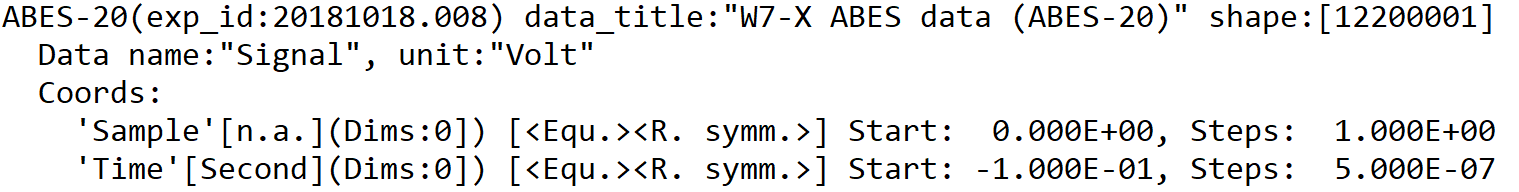 ABES-20(exp_id:20181018.008) data_title:"W7-X ABES data (ABES-20)" shape:[12200001]
  Data name:"Signal", unit:"Volt"
  Coords:
    'Sample'[n.a.](Dims:0]) [<Equ.><R. symm.>] Start:  0.000E+00, Steps:  1.000E+00
    'Time'[Second](Dims:0]) [<Equ.><R. symm.>] Start: -1.000E-01, Steps:  5.000E-07